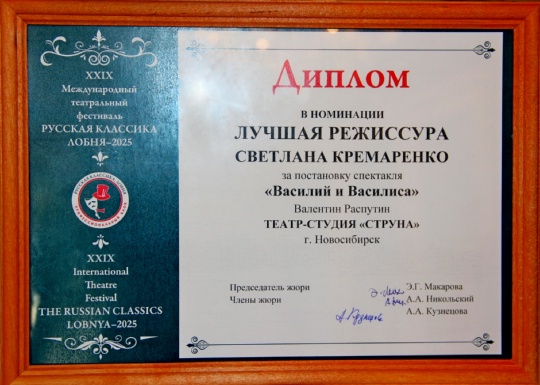 XXIX
Международный
театральный
фестиваль
РУССКАЯ КЛАССИКА
ЛОБНЯ–2025
XXIX
International
Theatre
Festival
THE RUSSIAN CLASSICS
LOBNYA–2025
Диплом
В НОМИНАЦИИ
ЛУЧШАЯ РЕЖИССУРА
СВЕТЛАНА КРЕМАРЕНКО
за постановку спектакля
«Василий и Василиса»
Валентин Распутин
ТЕАТР-СТУДИЯ «СТРУНА»
г. Новосибирск
Председатель жюри Э.Г. Макарова
Члены жюри А.А. Никольский
А.А. Кузнецова